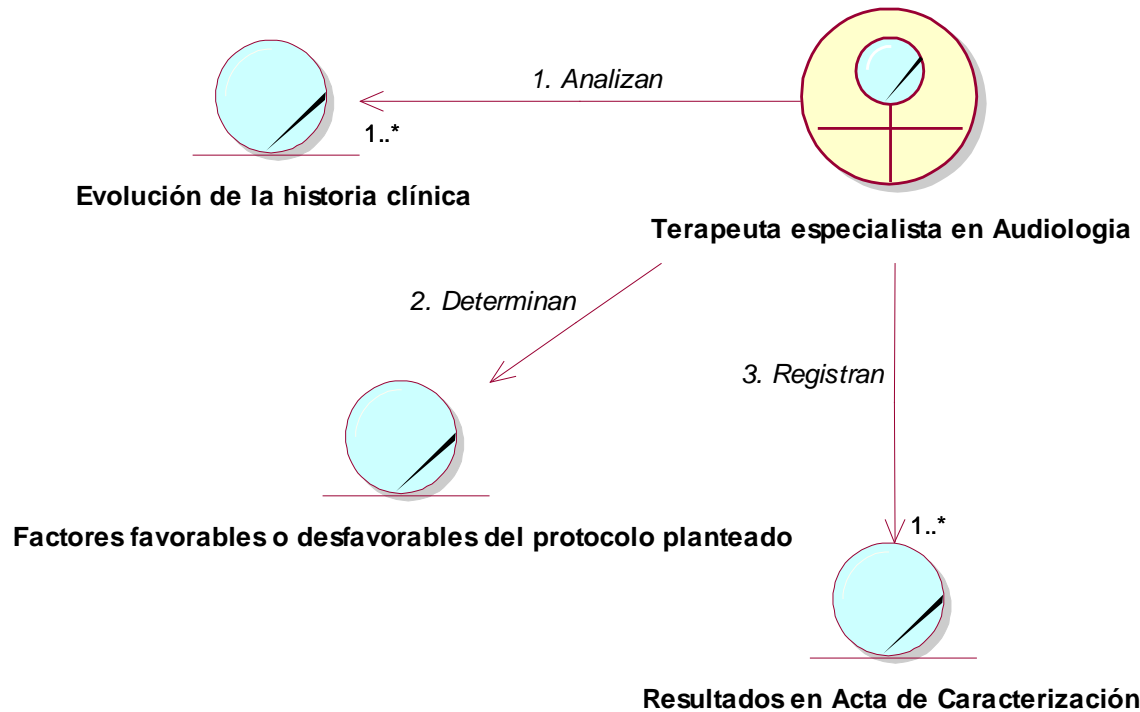 1. Analizan
1..*
Evolución de la historia clínica
Terapeuta especialista en Audiologia
2. Determinan
3. Registran
Factores favorables o desfavorables del protocolo planteado
1..*
Resultados en Acta de Caracterización